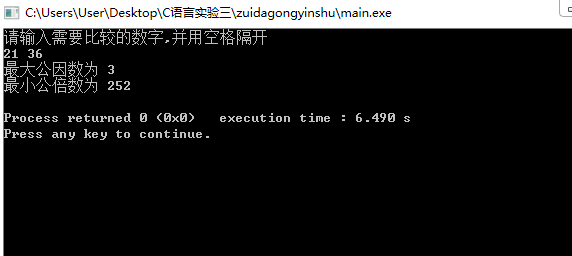 C:\Users\User\Desktop\C语言实验三\zuidagongyinshu\main.exe
请输入需要比较的数字,并用空格隔开
21 36
最大公因数为 3
最小公倍数为 252
Process returned 0 (0x0)   execution time : 6.490 s
Press any key to continue.